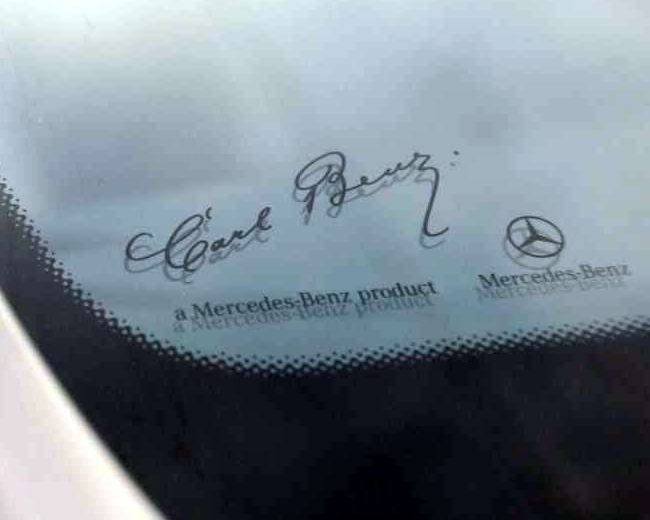 Carl Benz
a Mercedes-Benz product
Mercedes-Benz